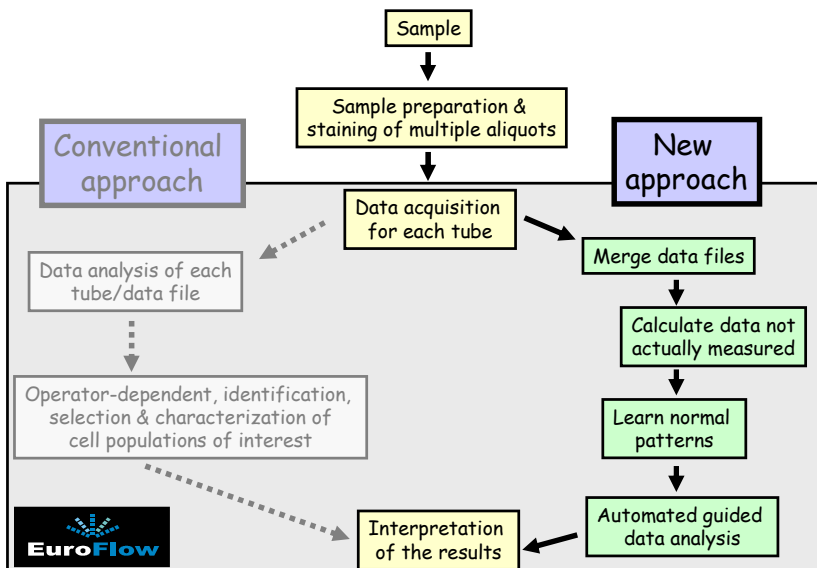 Sample
Sample preparation &
staining of multiple aliquots
Conventional
approach
New
approach
Data acquisition
for each tube
Data analysis of each
tube/data file
Merge data files
Calculate data not
actually measured
Operator-dependent, identification,
selection & characterization of
cell populations of interest
Learn normal
patterns
Automated guided
data analysis
Interpretation
of the results
EuroFlow